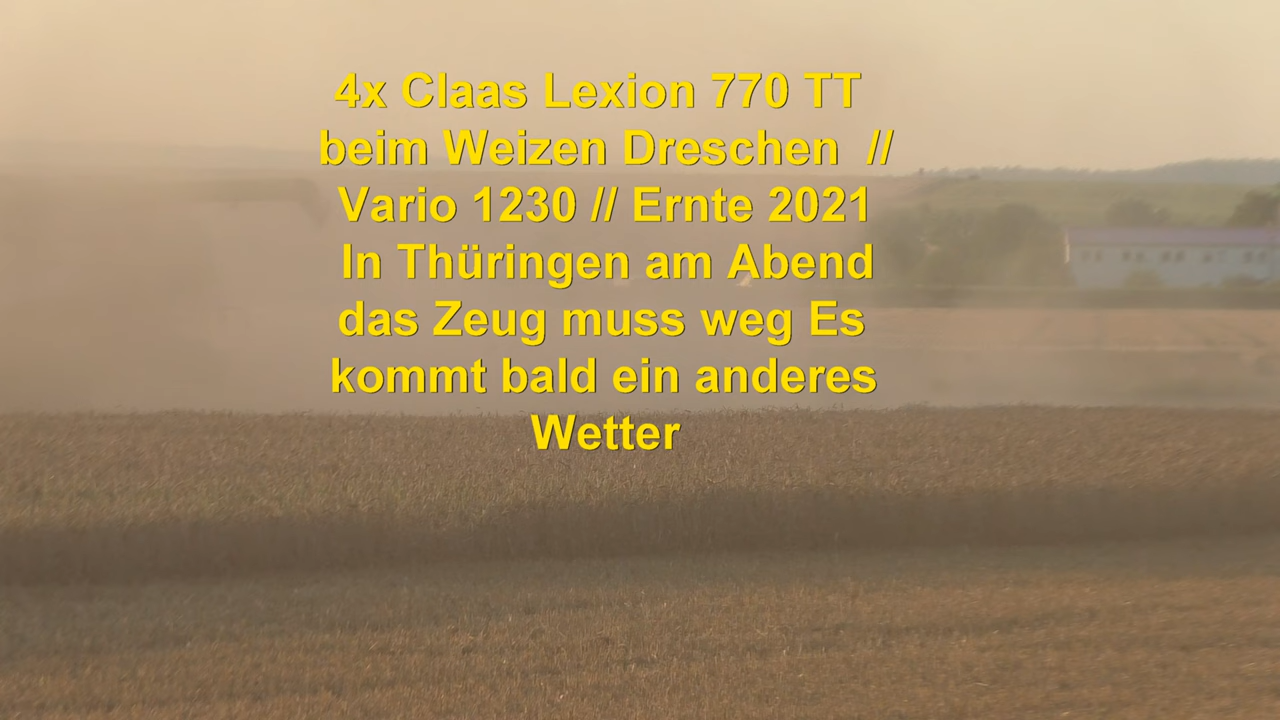 4x Claas Lexion 770 TT
beim Weizen Dreschen //
Vario 1230 // Ernte 2021
In Thüringen am Abend
das Zeug muss weg Es
kommt bald ein anderes
Wetter